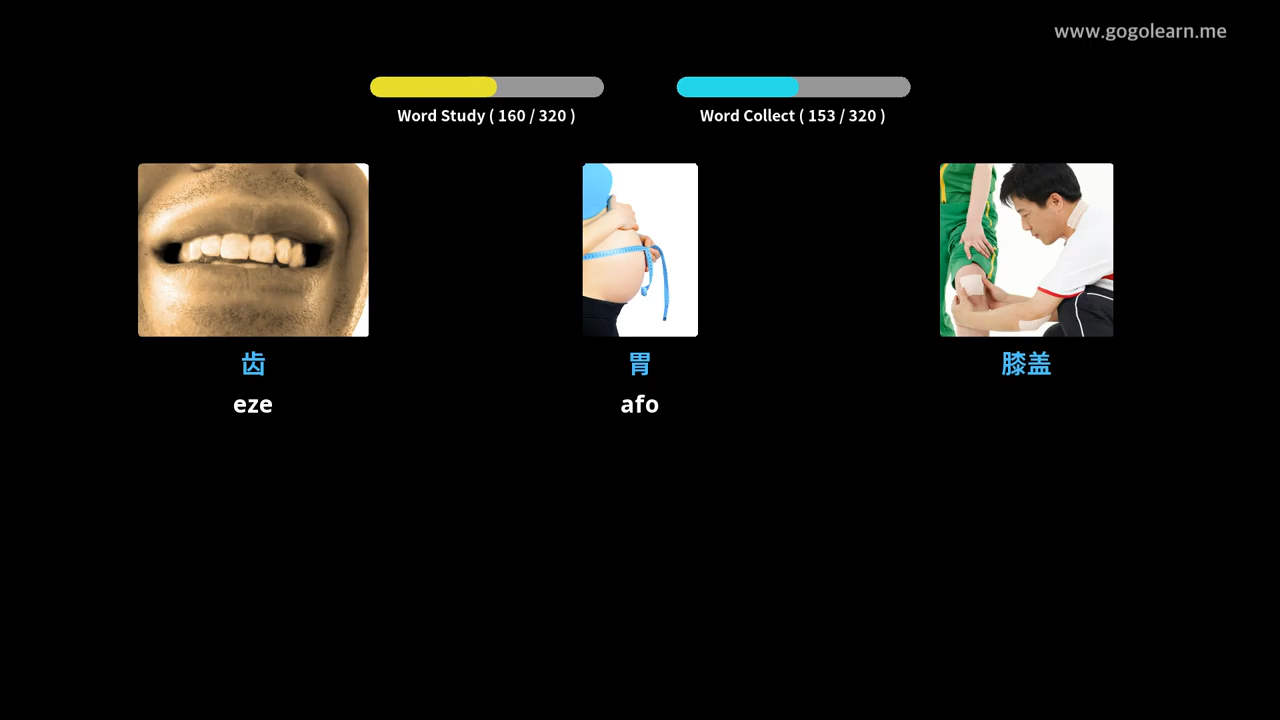 www.gogolearn.me
Word Study ( 160 / 320 )
Word Collect ( 153 / 320 )
齿
胃
膝盖
eze
afo